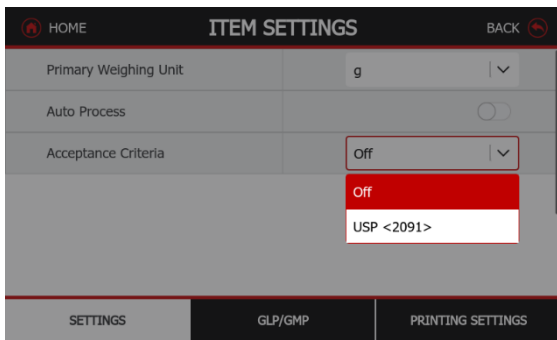 HOME ITEM SETTINGS BACK
Primary Weighing Unit g
Auto Process
Acceptance Criteria Off
Off
USP <2091>
SETTINGS GLP/GMP PRINTING SETTINGS